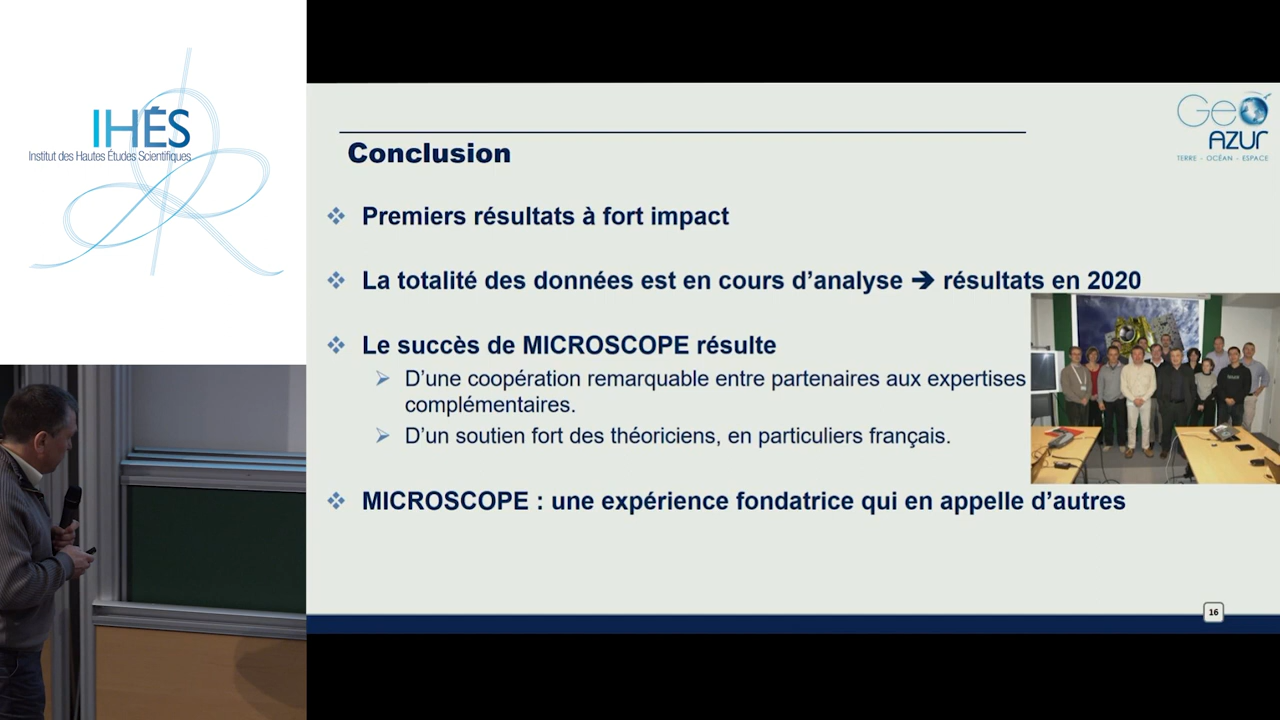 IHÉS
Institut des Hautes Études Scientifiques
Geo
AZUR
TERRE - OCÉAN - ESPACE
Conclusion
Premiers résultats à fort impact
La totalité des données est en cours d’analyse ➔ résultats en 2020
Le succès de MICROSCOPE résulte
D’une coopération remarquable entre partenaires aux expertises
complémentaires.
D’un soutien fort des théoriciens, en particuliers français.
MICROSCOPE : une expérience fondatrice qui en appelle d’autres
16